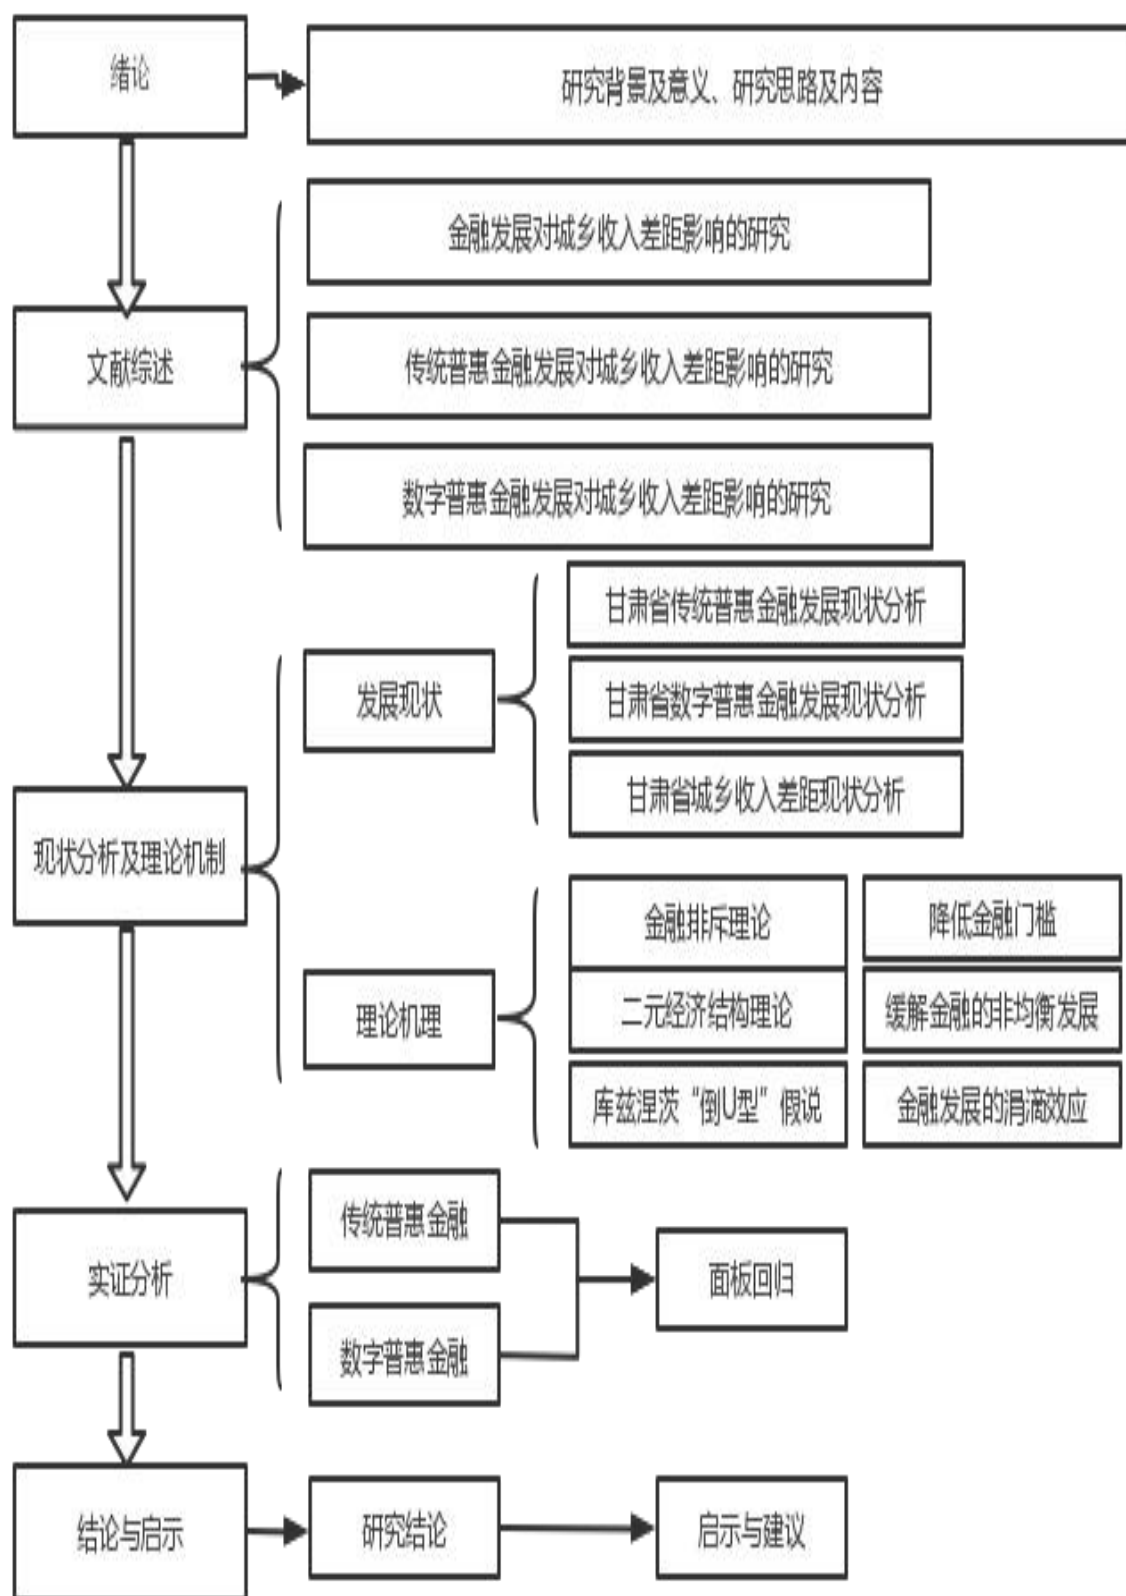 绪论
研究背景及意义、研究思路及内容
文献综述
金融发展对城乡收入差距影响的研究
传统普惠金融发展对城乡收入差距影响的研究
数字普惠金融发展对城乡收入差距影响的研究
现状分析及理论机制
发展现状
甘肃省传统普惠金融发展现状分析
甘肃省数字普惠金融发展现状分析
甘肃省城乡收入差距现状分析
理论机理
金融排斥理论
降低金融门槛
二元经济结构理论
缓解金融的非均衡发展
库兹涅茨“倒U型”假说
金融发展的涓滴效应
实证分析
传统普惠金融
数字普惠金融
面板回归
结论与启示
研究结论
启示与建议